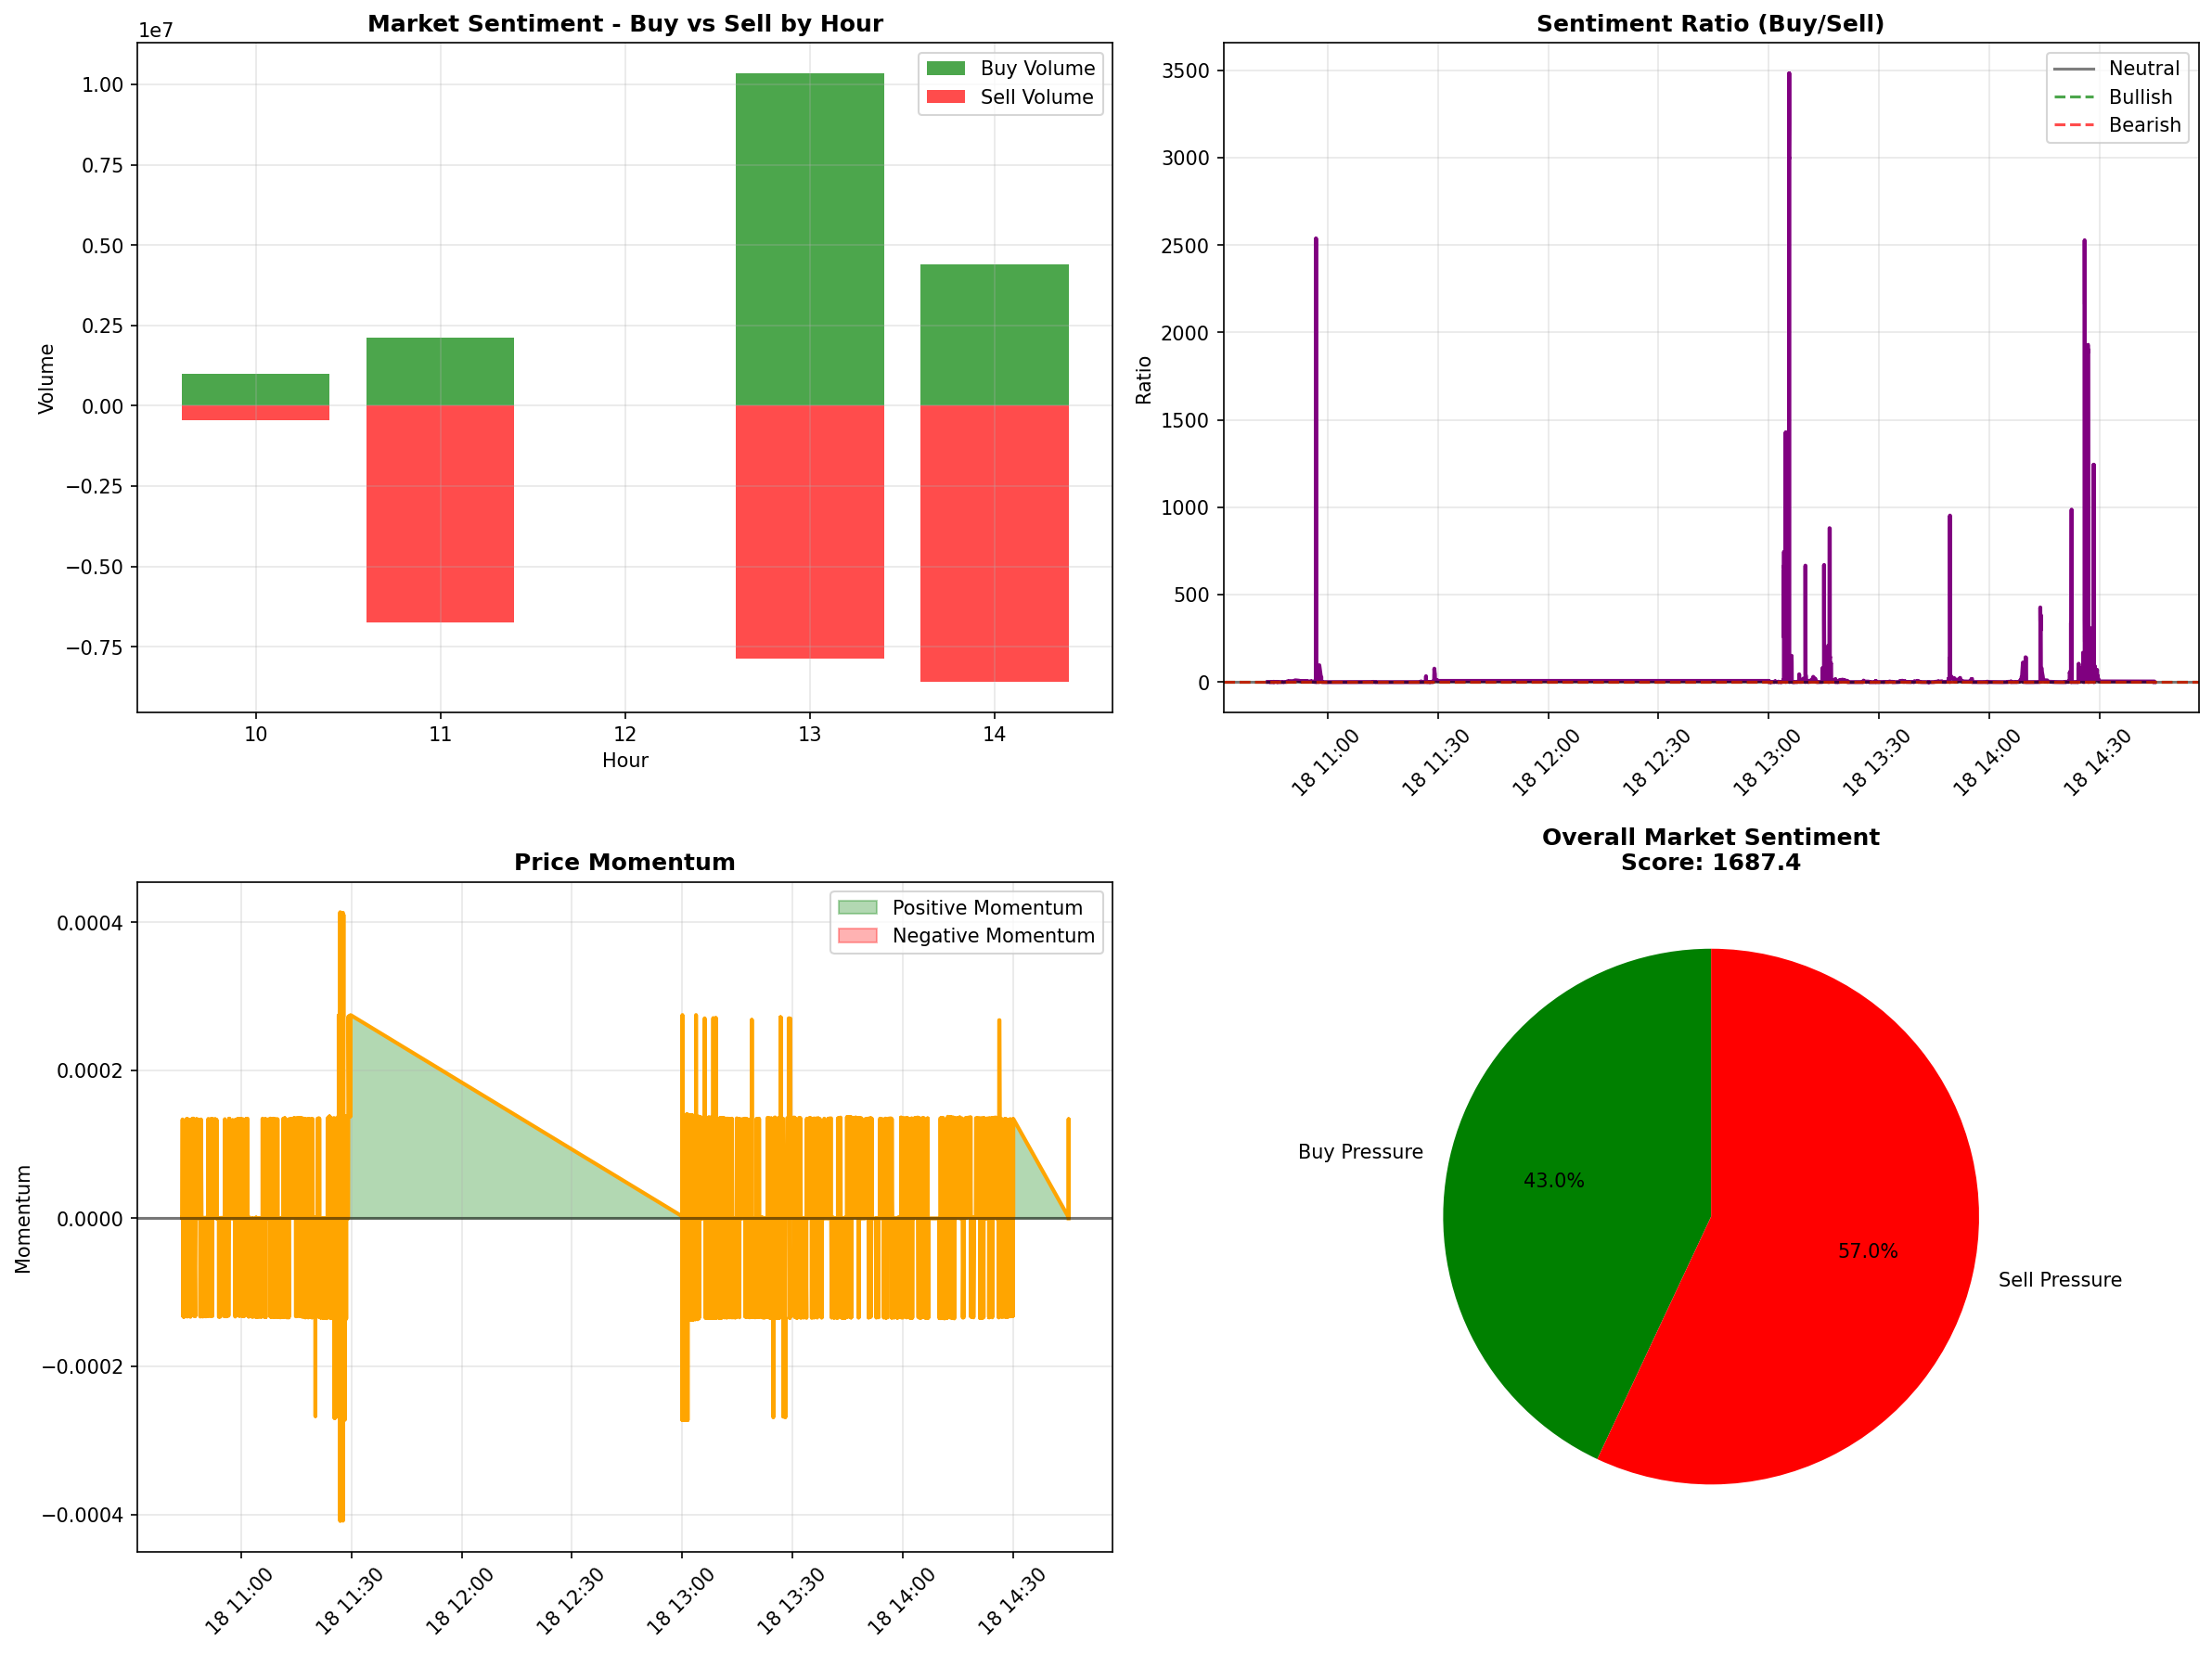 Market Sentiment - Buy vs Sell by Hour
1e7
Buy Volume
Sell Volume
1.00
0.75
0.50
0.25
0.00
−0.25
−0.50
−0.75
Volume
10 11 12 13 14
Hour
Sentiment Ratio (Buy/Sell)
Neutral
Bullish
Bearish
3500
3000
2500
2000
1500
1000
500
0
Ratio
18 11:00 18 11:30 18 12:00 18 12:30 18 13:00 18 13:30 18 14:00 18 14:30
Price Momentum
Positive Momentum
Negative Momentum
0.0004
0.0002
0.0000
−0.0002
−0.0004
Momentum
18 11:00 18 11:30 18 12:00 18 12:30 18 13:00 18 13:30 18 14:00 18 14:30
Overall Market Sentiment
Score: 1687.4
Buy Pressure
43.0%
57.0%
Sell Pressure